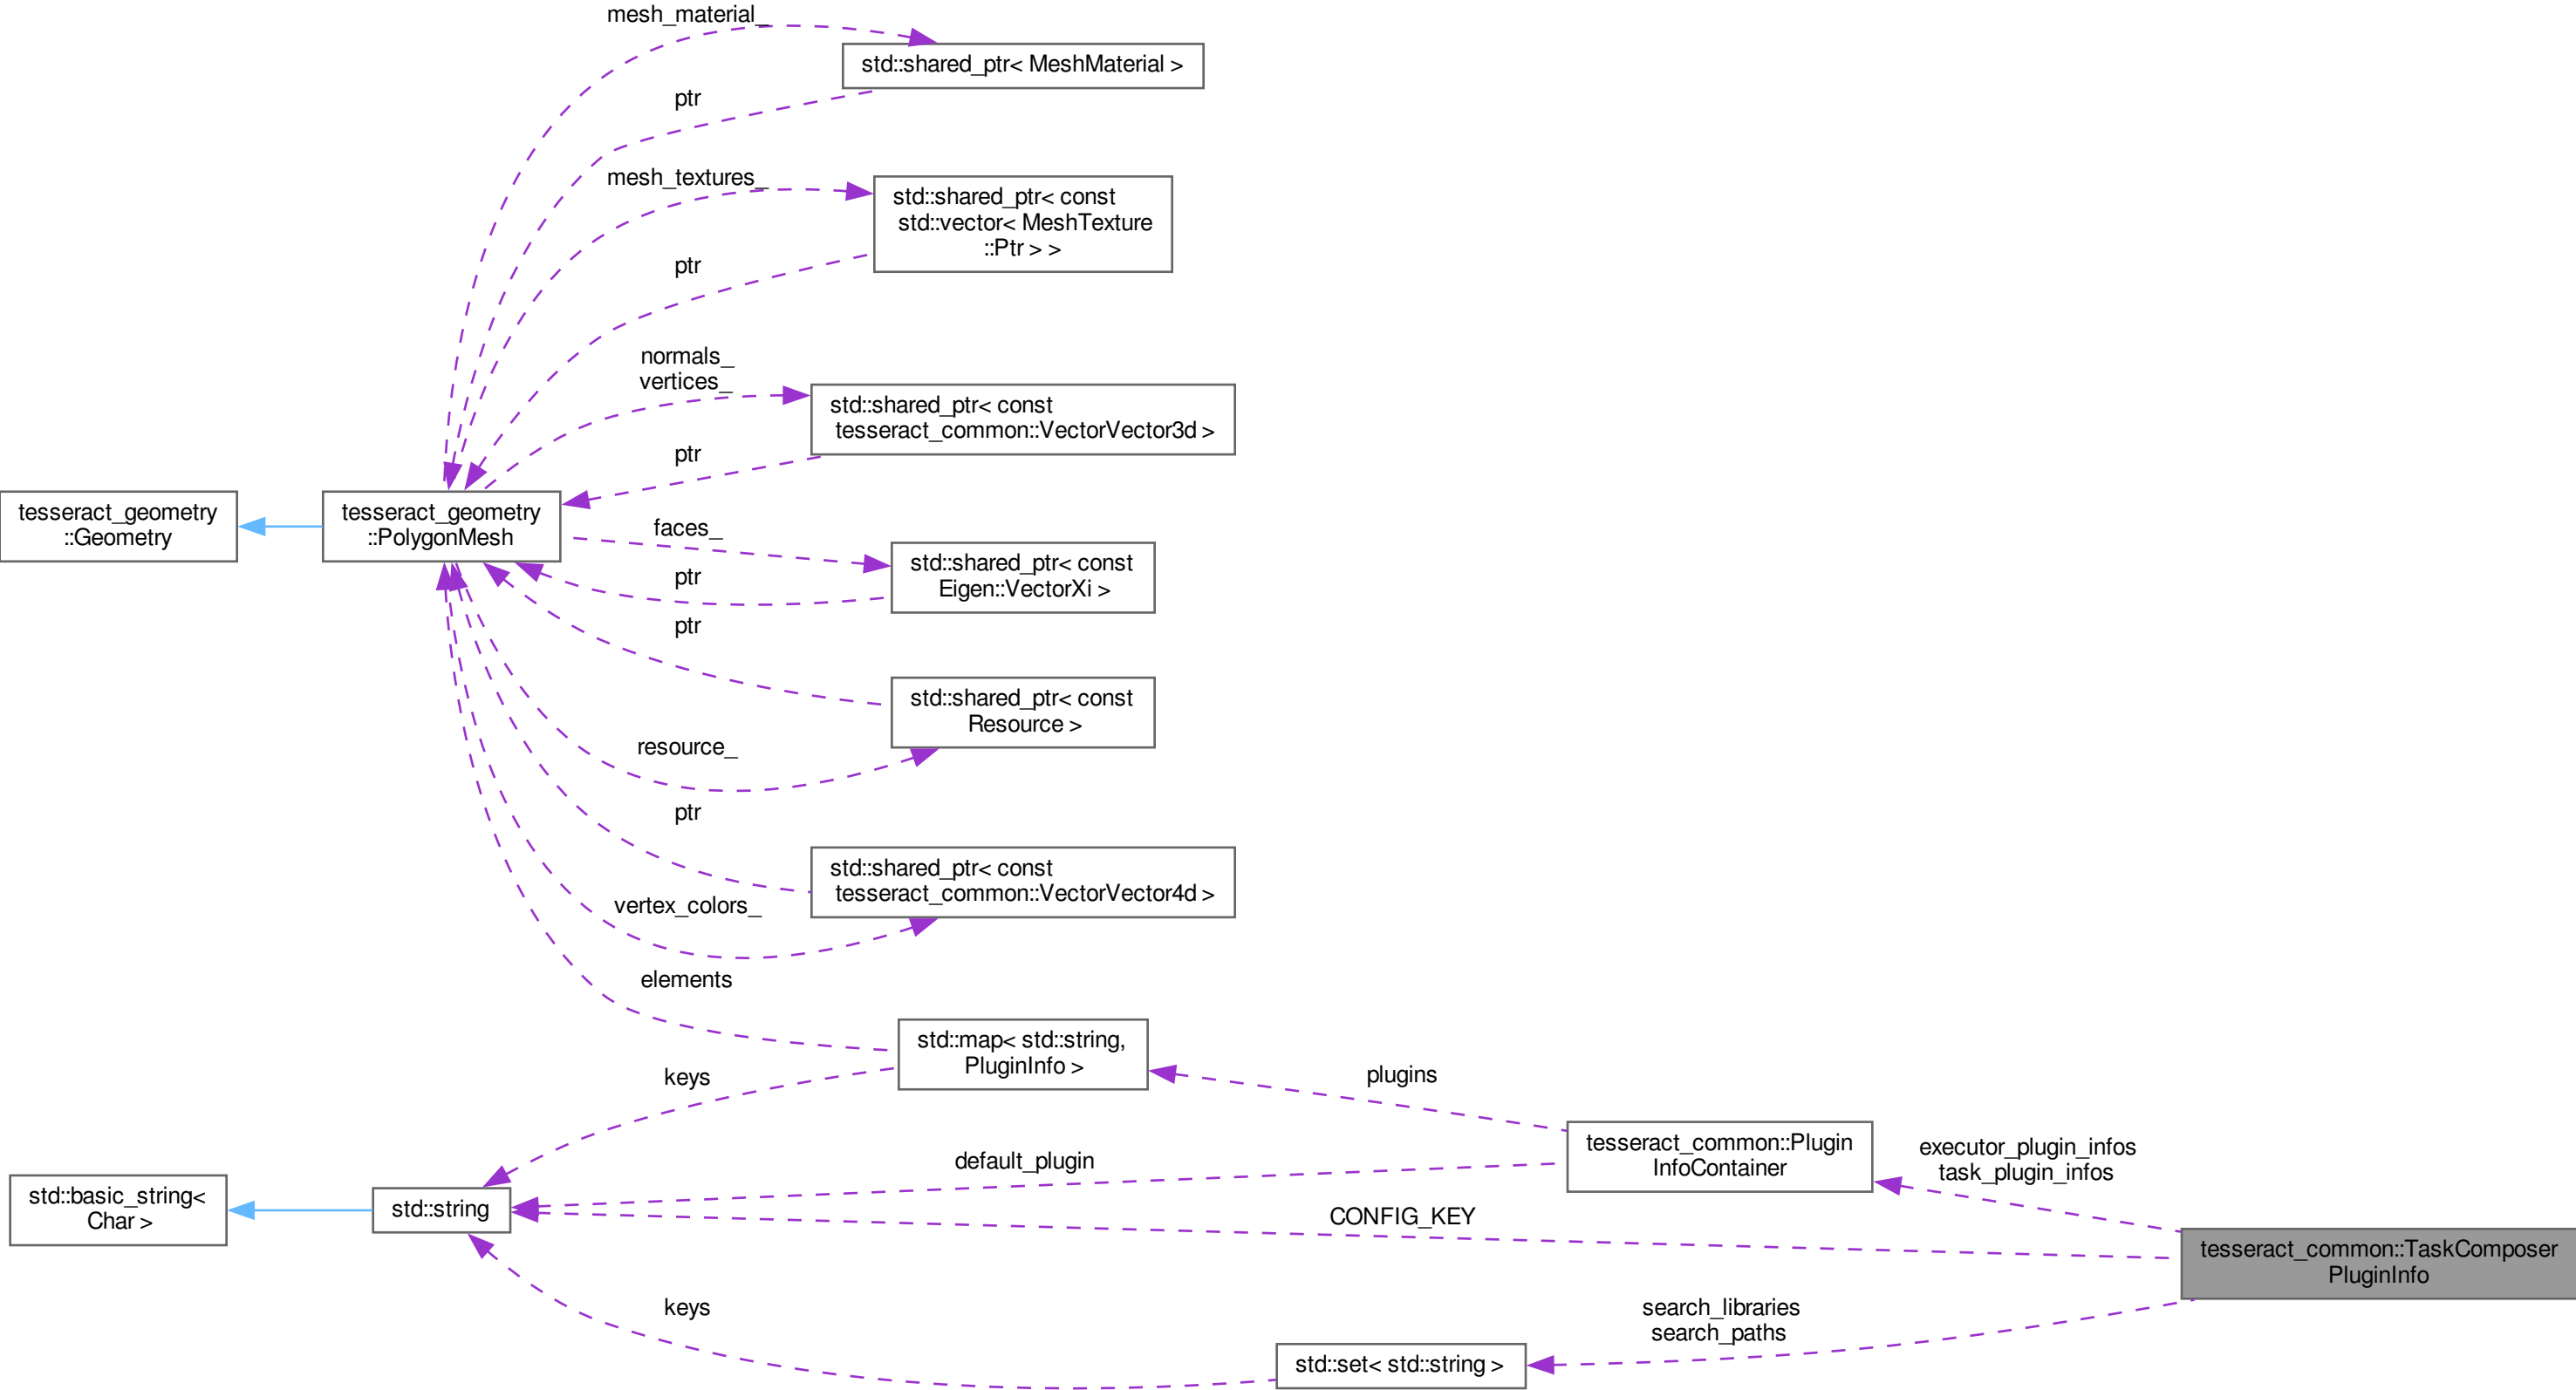 mesh_material_
std::shared_ptr< MeshMaterial >
ptr
mesh_textures_
std::shared_ptr< const
std::vector< MeshTexture
::Ptr > >
ptr
normals_
vertices_
std::shared_ptr< const
tesseract_common::VectorVector3d >
ptr
tesseract_geometry
::Geometry
tesseract_geometry
::PolygonMesh
faces_
std::shared_ptr< const
Eigen::VectorXi >
ptr
ptr
std::shared_ptr< const
Resource >
resource_
ptr
std::shared_ptr< const
tesseract_common::VectorVector4d >
vertex_colors_
elements
std::map< std::string,
PluginInfo >
keys
plugins
tesseract_common::Plugin
InfoContainer
executor_plugin_infos
task_plugin_infos
default_plugin
std::basic_string<
Char >
std::string
CONFIG_KEY
tesseract_common::TaskComposer
PluginInfo
keys
search_libraries
search_paths
std::set< std::string >